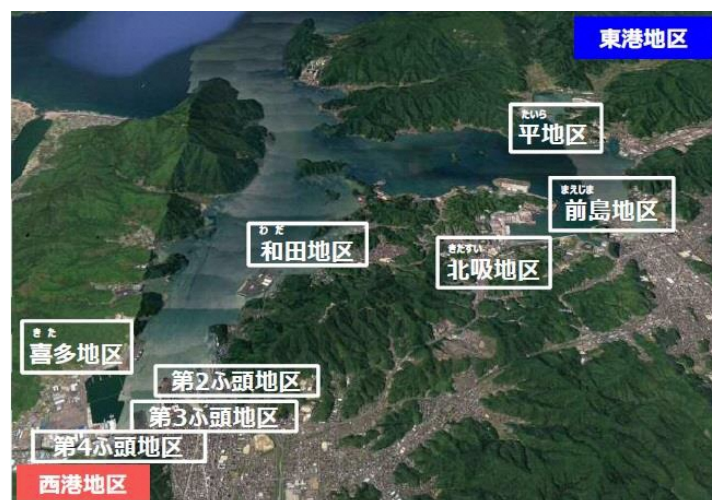 東港地区
たいら
平地区
まえじま
前島地区
わだ
和田地区
きたすい
北吸地区
きた
喜多地区
第2ふ頭地区
第3ふ頭地区
第4ふ頭地区
西港地区